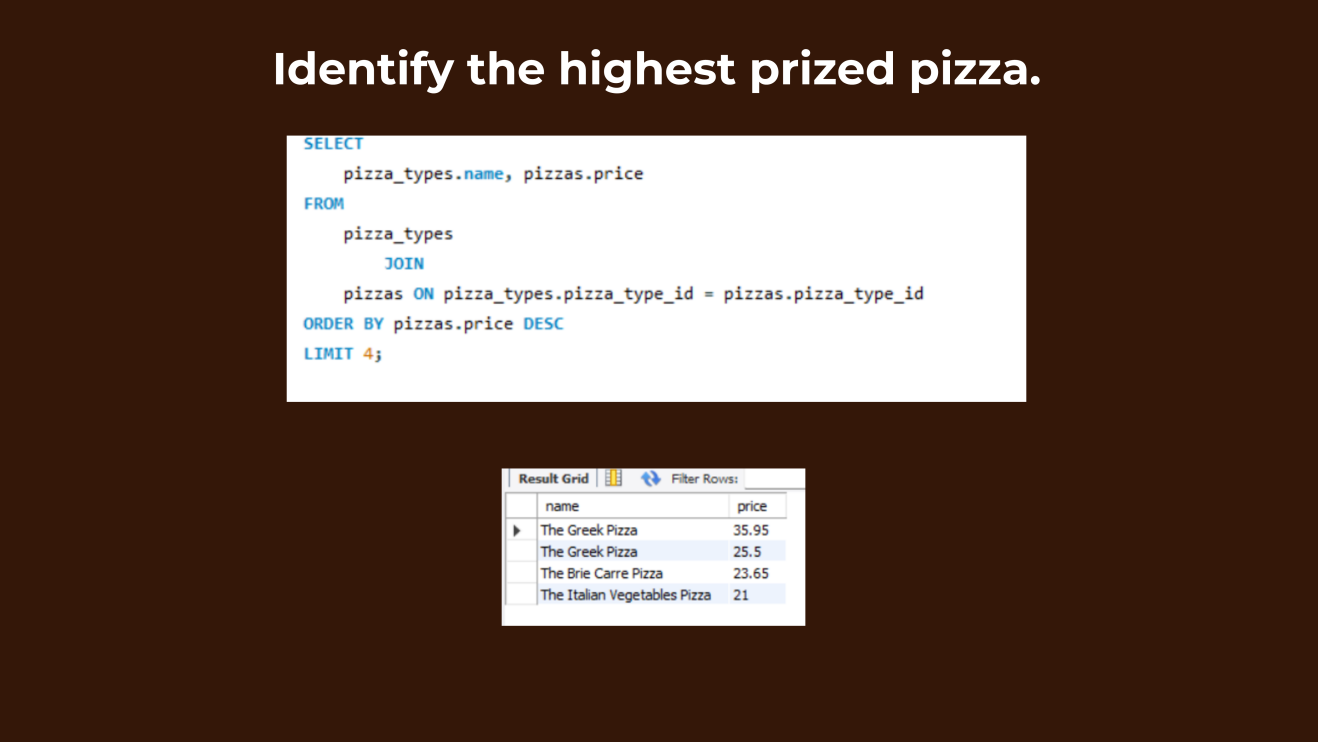 Identify the highest prized pizza.
SELECT
pizza_types.name, pizzas.price
FROM
pizza_types
JOIN
pizzas ON pizza_types.pizza_type_id = pizzas.pizza_type_id
ORDER BY pizzas.price DESC
LIMIT 4;
Result Grid Filter Rows:
name price
The Greek Pizza 35.95
The Greek Pizza 25.5
The Brie Carre Pizza 23.65
The Italian Vegetables Pizza 21